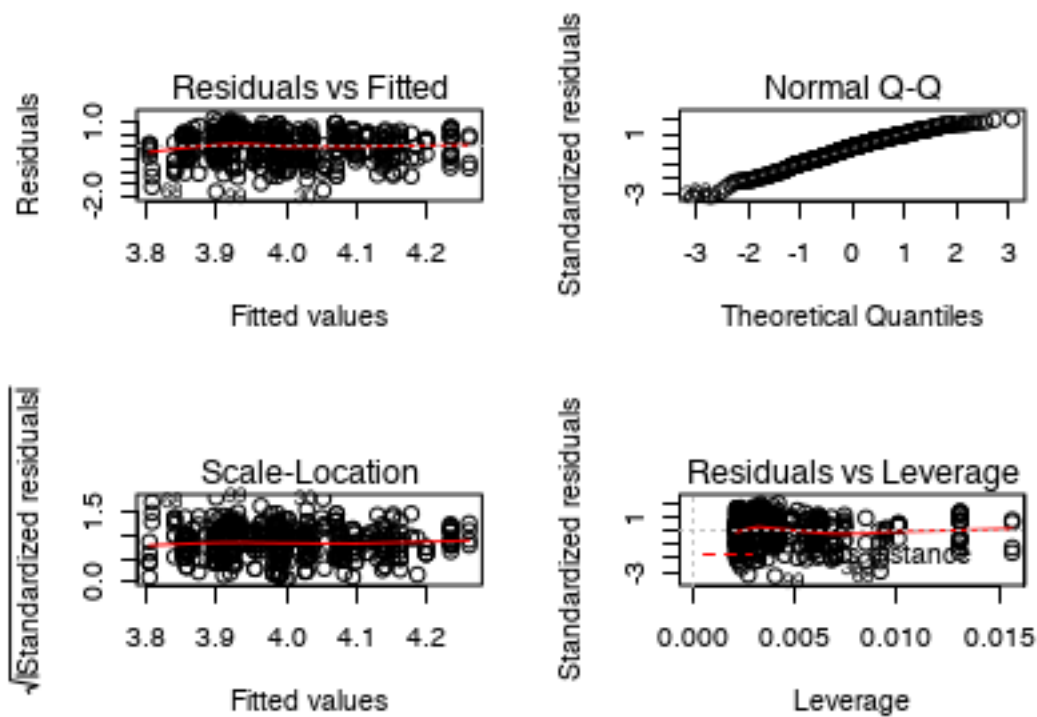 Residuals vs Fitted
Residuals
1.0
-2.0
3.8 3.9 4.0 4.1 4.2
Fitted values
Normal Q-Q
Standardized residuals
1
-3
-3 -2 -1 0 1 2 3
Theoretical Quantiles
Scale-Location
√|Standardized residuals|
1.5
0.0
3.8 3.9 4.0 4.1 4.2
Fitted values
Residuals vs Leverage
Standardized residuals
1
-3
0.000 0.005 0.010 0.015
Leverage